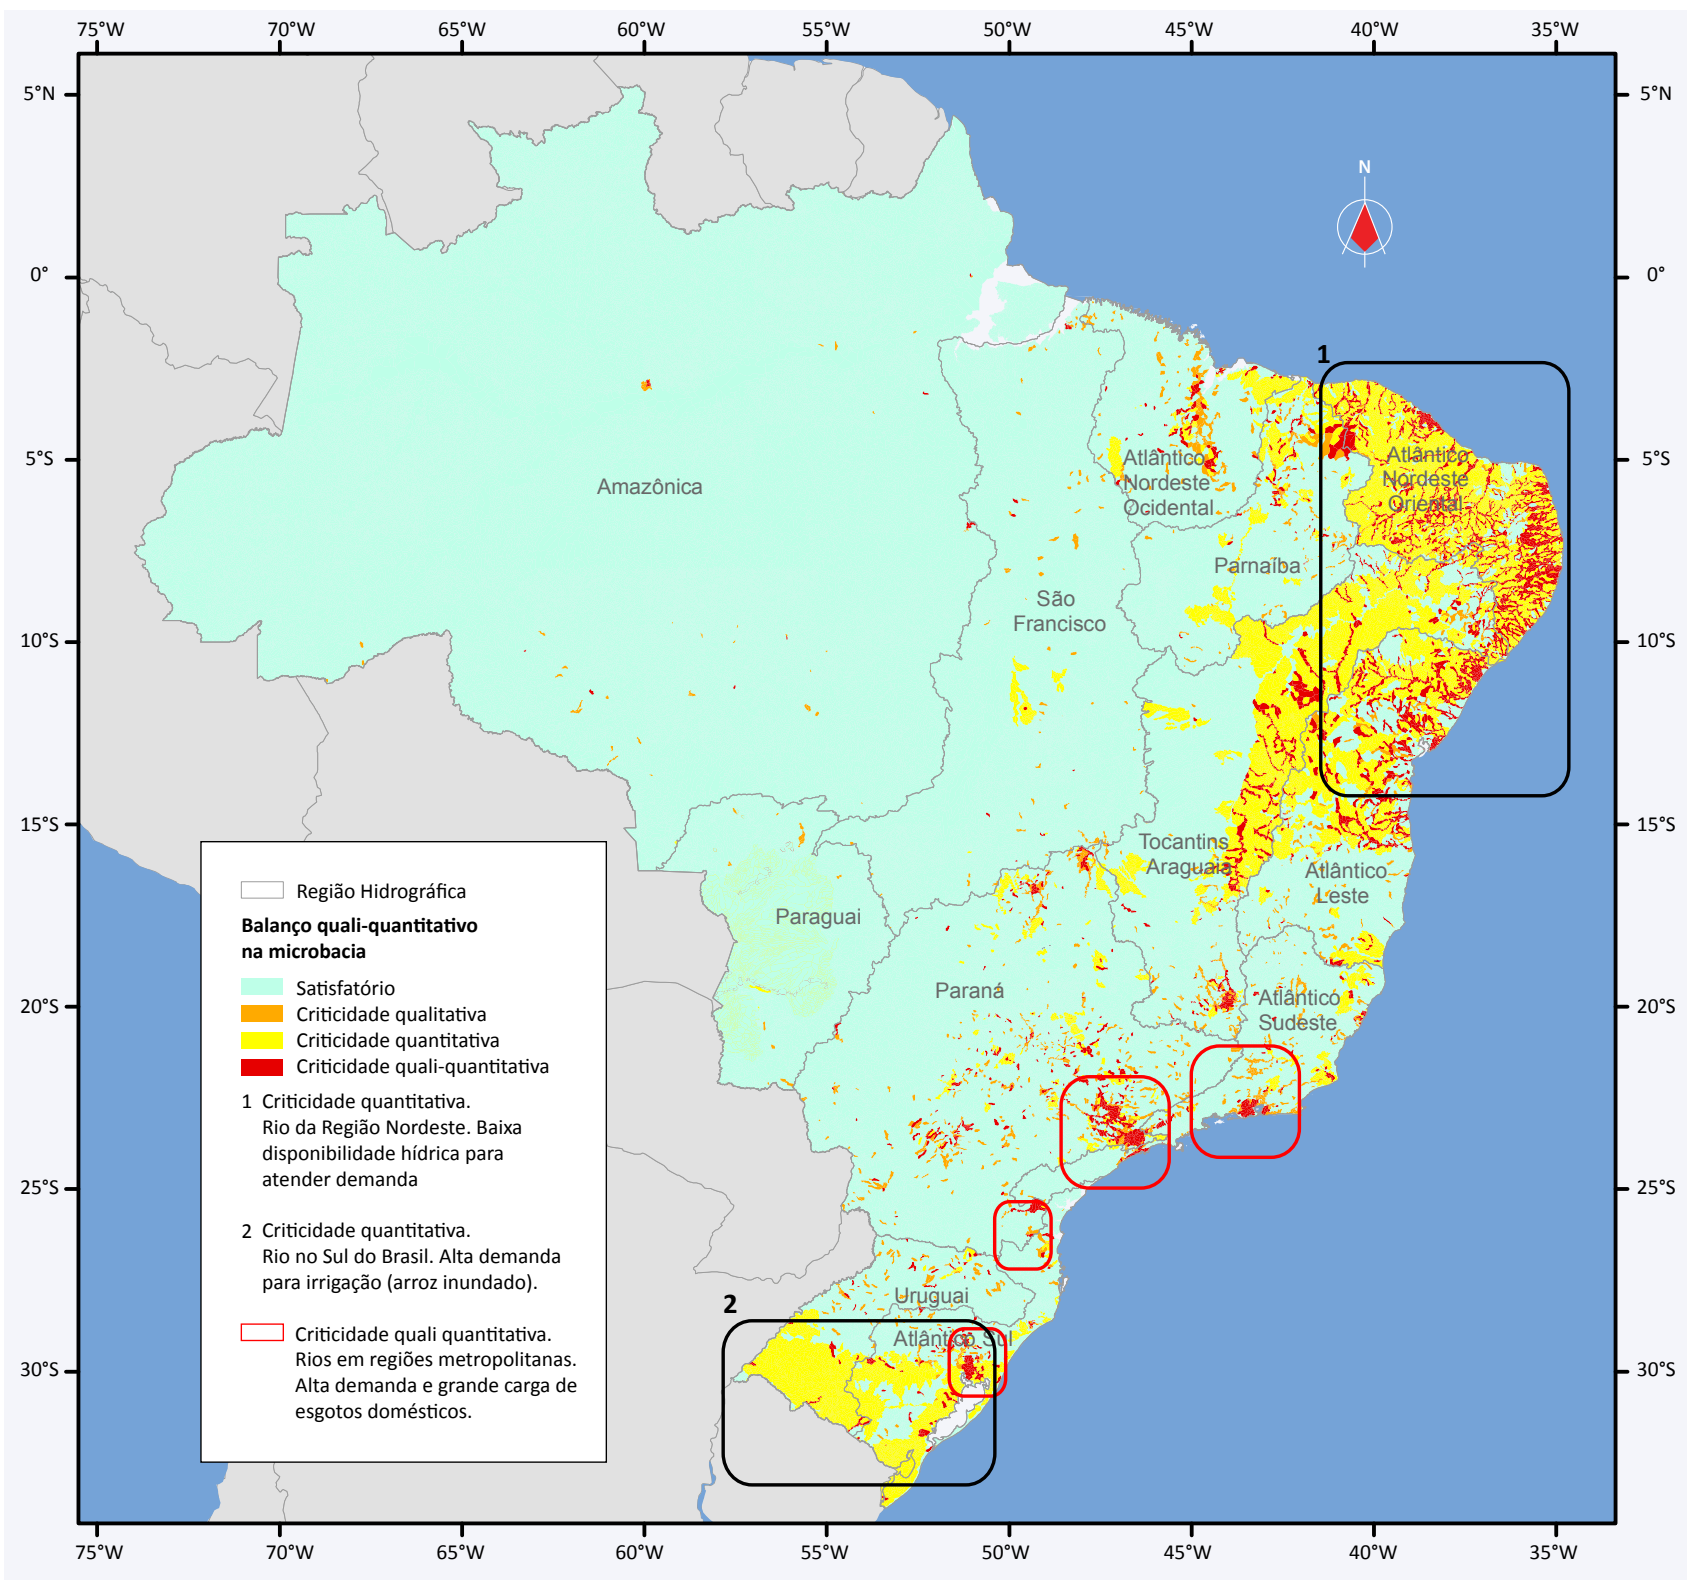 75°W
70°W
65°W
60°W
55°W
50°W
45°W
40°W
35°W
5°N
5°N
N
0°
0°
1
5°S
5°S
Amazônica
Atlântico
Nordeste
Ocidental
Atlântico
Nordeste
Oriental
Parnaíba
São
Francisco
10°S
10°S
15°S
15°S
Tocantins
Araguaia
Atlântico
Leste
Paraguai
Paraná
Atlântico
Sudeste
20°S
20°S
25°S
25°S
Uruguai
2
Atlântico Sul
30°S
30°S
Região Hidrográfica
Balanço quali-quantitativo
na microbacia
Satisfatório
Criticidade qualitativa
Criticidade quantitativa
Criticidade quali-quantitativa
1 Criticidade quantitativa.
Rio da Região Nordeste. Baixa
disponibilidade hídrica para
atender demanda
2 Criticidade quantitativa.
Rio no Sul do Brasil. Alta demanda
para irrigação (arroz inundado).
Criticidade quali quantitativa.
Rios em regiões metropolitanas.
Alta demanda e grande carga de
esgotos domésticos.
75°W
70°W
65°W
60°W
55°W
50°W
45°W
40°W
35°W